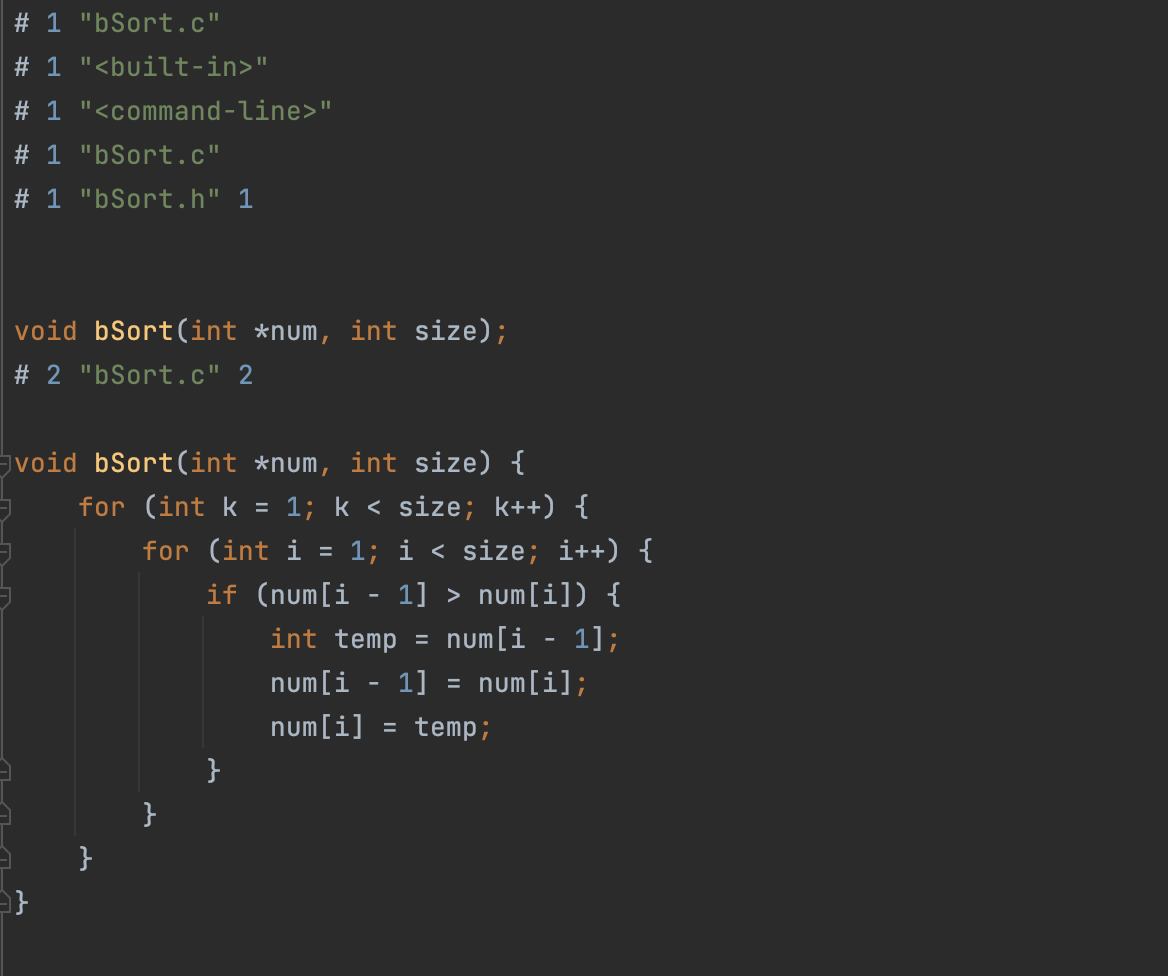 # 1 "bSort.c"
# 1 "<built-in>"
# 1 "<command-line>"
# 1 "bSort.c"
# 1 "bSort.h" 1
void bSort(int *num, int size);
# 2 "bSort.c" 2
void bSort(int *num, int size) {
    for (int k = 1; k < size; k++) {
        for (int i = 1; i < size; i++) {
            if (num[i - 1] > num[i]) {
                int temp = num[i - 1];
                num[i - 1] = num[i];
                num[i] = temp;
            }
        }
    }
}